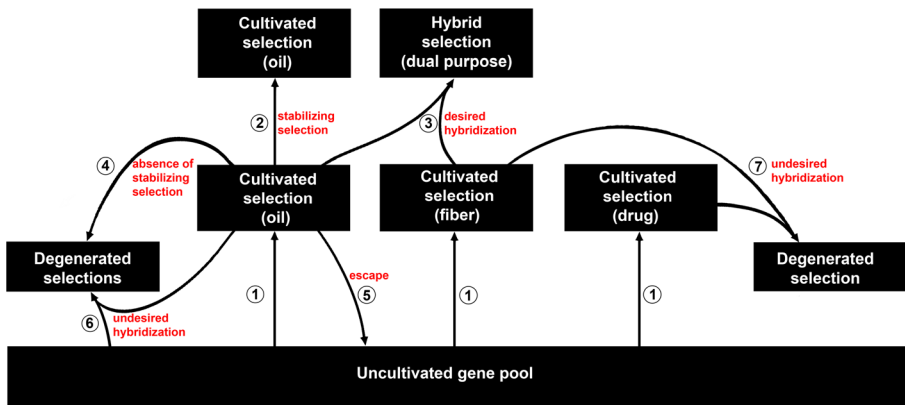 Cultivated
selection
(oil)
Hybrid
selection
(dual purpose)
2
stabilizing
selection
3
desired
hybridization
4
absence of
stabilizing
selection
7
undesired
hybridization
Cultivated
selection
(oil)
Cultivated
selection
(fiber)
Cultivated
selection
(drug)
Degenerated
selections
Degenerated
selection
escape
5
1
1
1
6
undesired
hybridization
Uncultivated gene pool